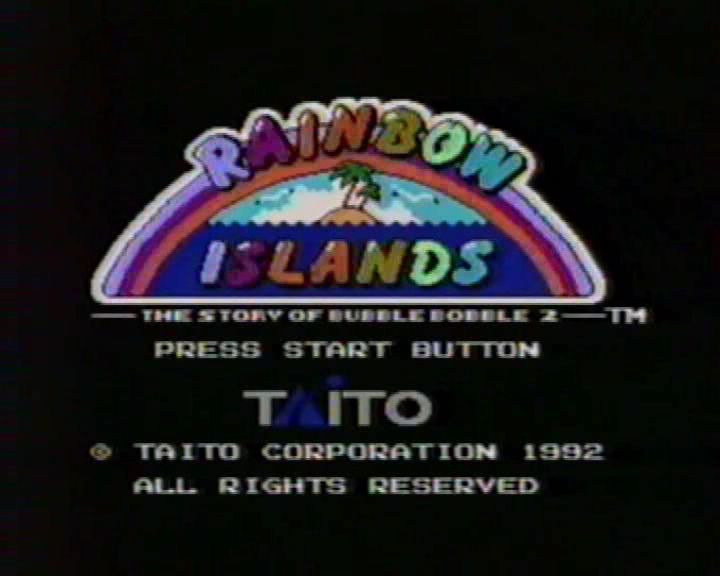 RAINBOW
ISLANDS
THE STORY OF BUBBLE BOBBLE 2 TM
PRESS START BUTTON
TAITO
© TAITO CORPORATION 1992
ALL RIGHTS RESERVED